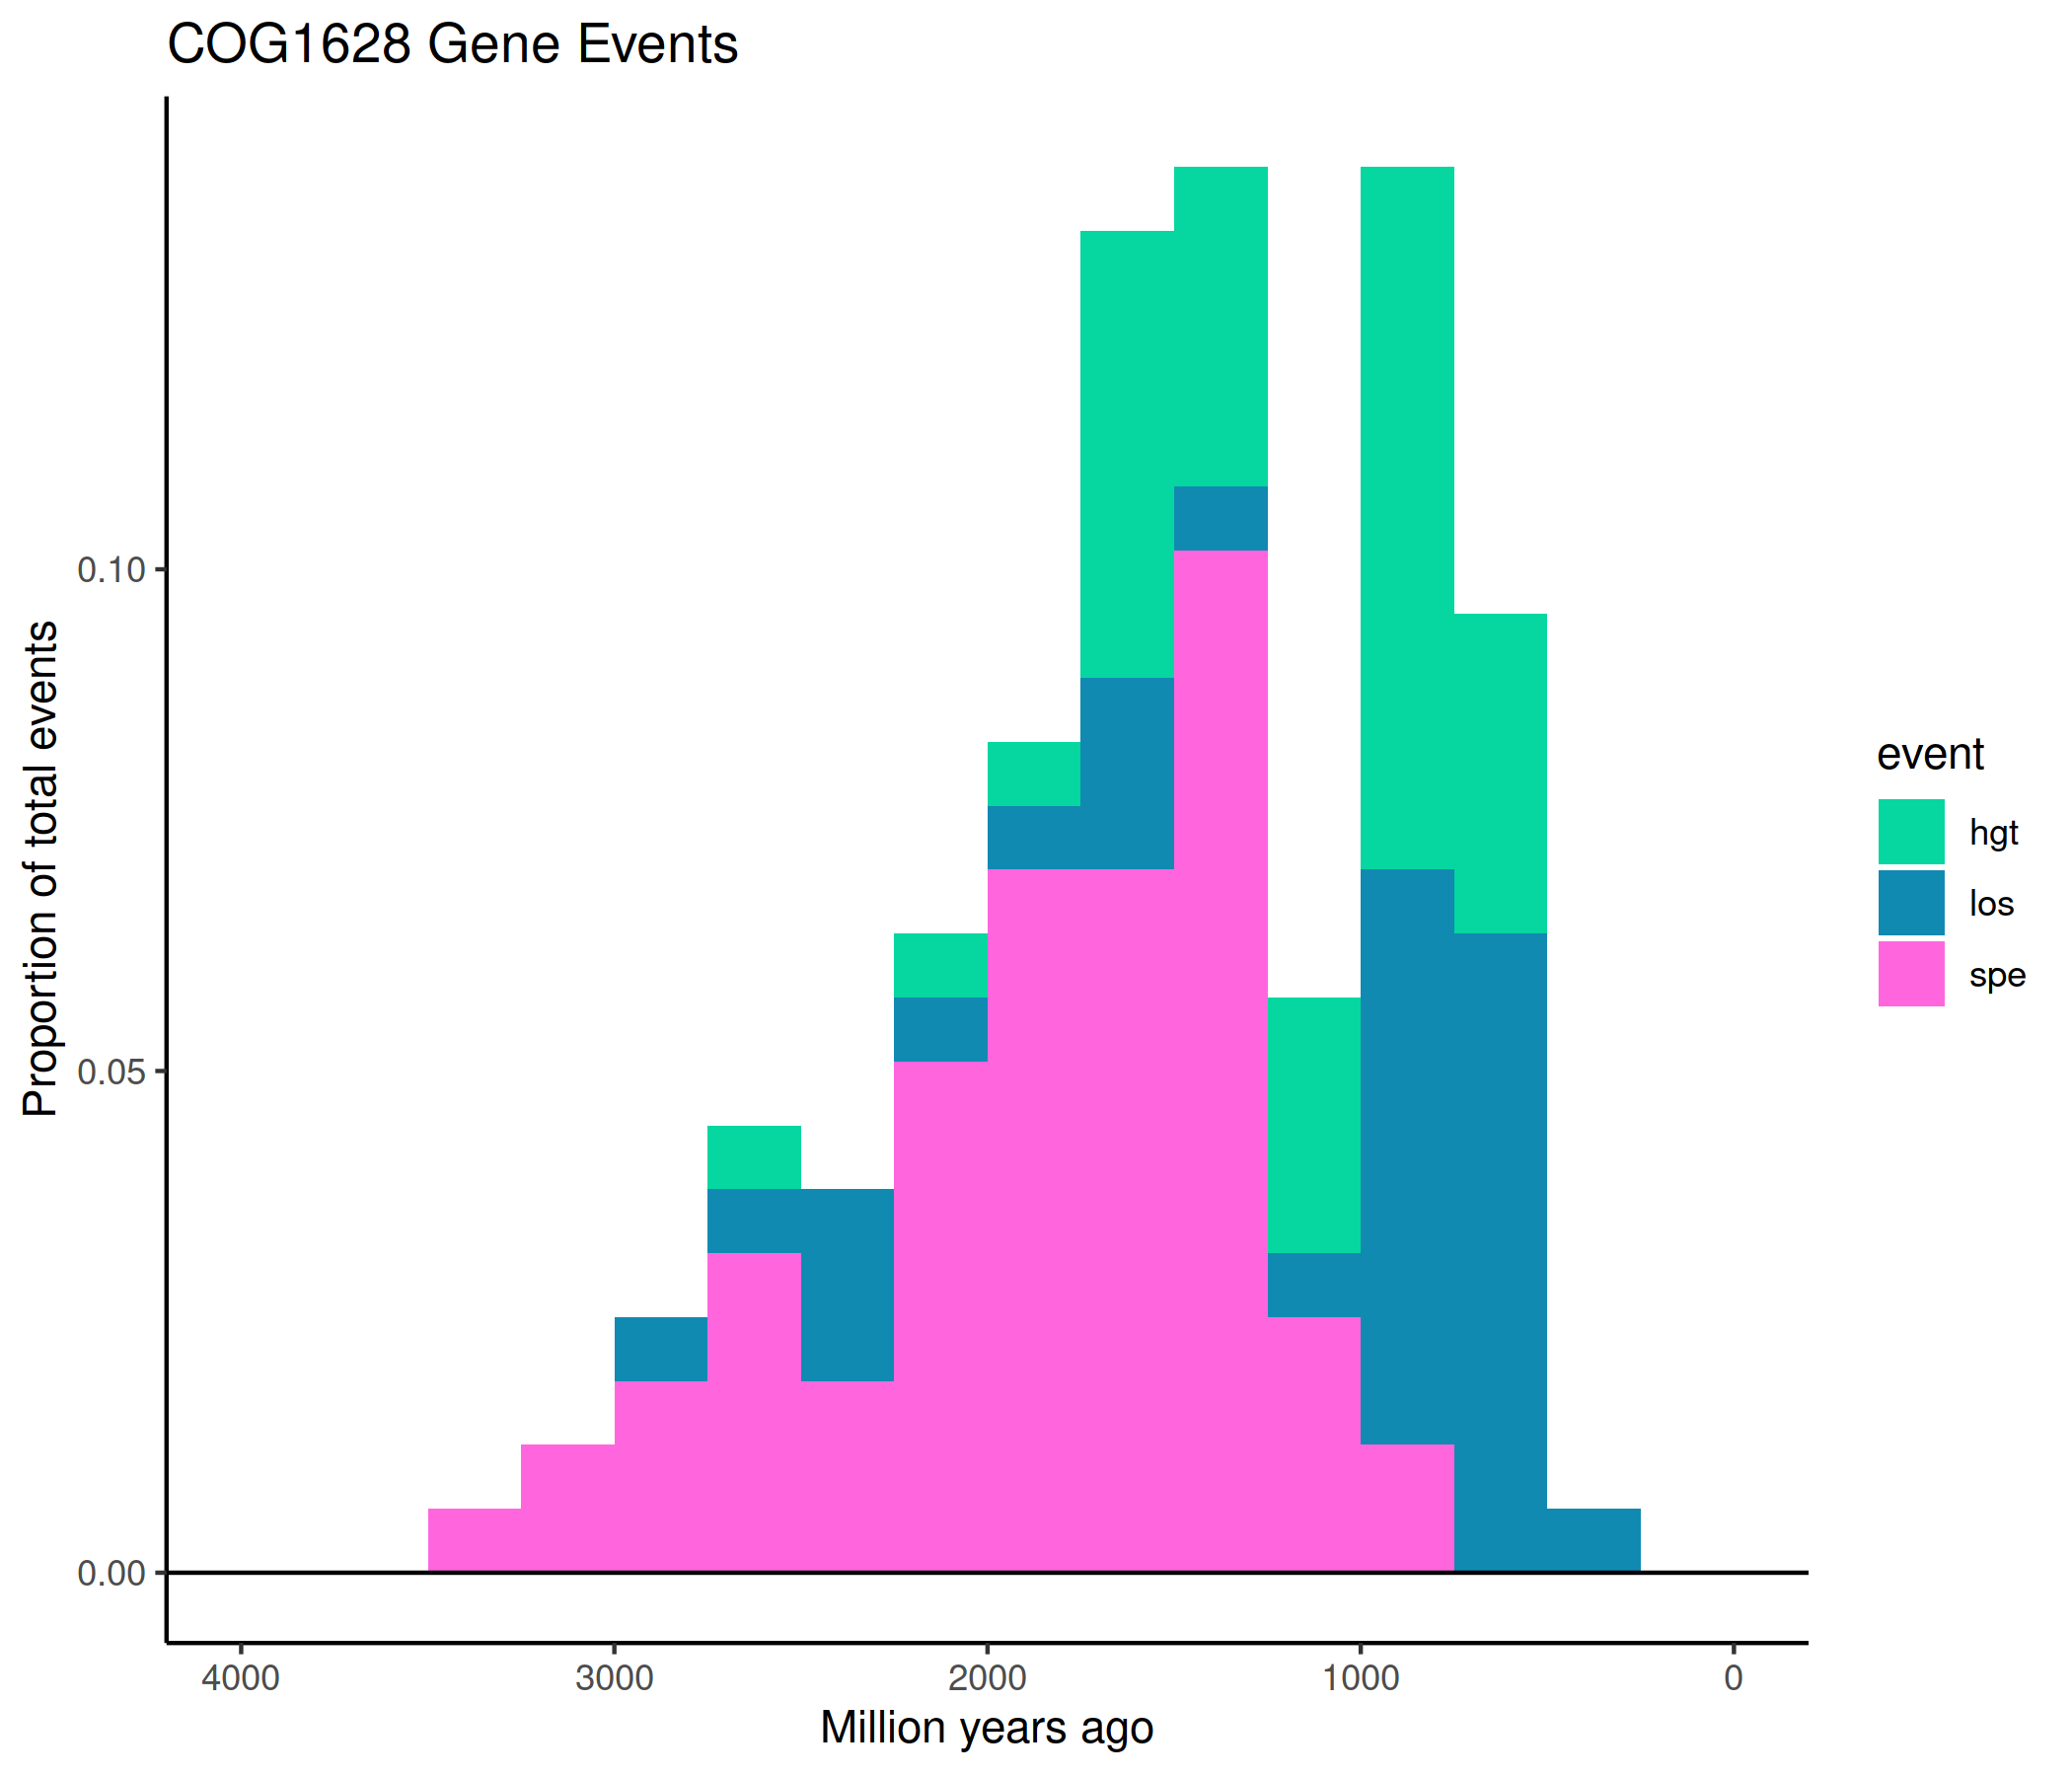 COG1628 Gene Events
Proportion of total events
0.10
0.05
0.00
4000 3000 2000 1000 0
Million years ago
event
hgt
los
spe